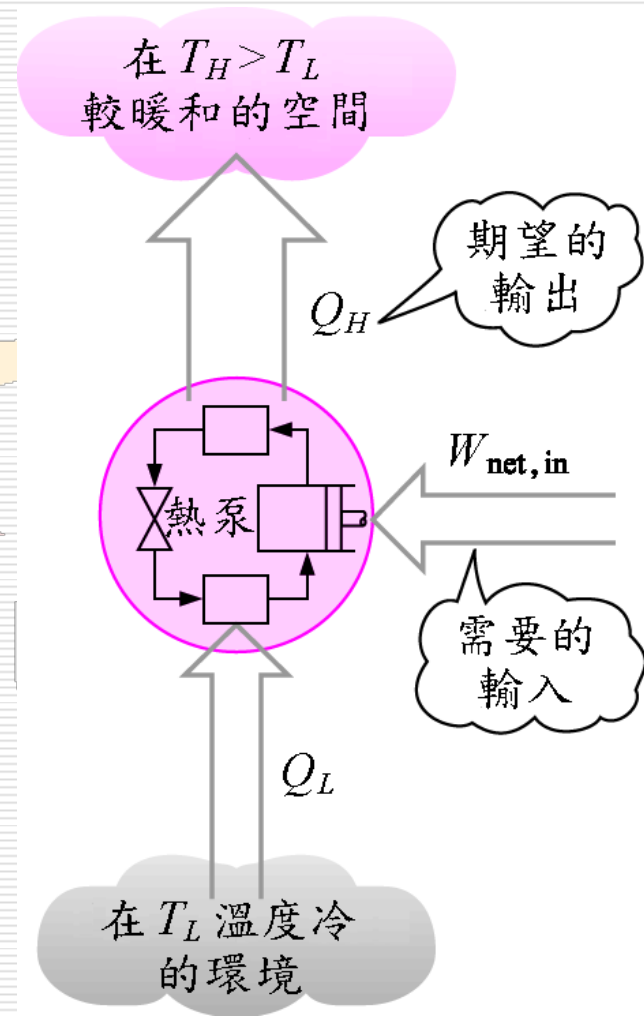 在 T_H > T_L
較暖和的空間
期望的
輸出
Q_H
W_net, in
熱泵
需要的
輸入
Q_L
在 T_L 溫度冷
的環境